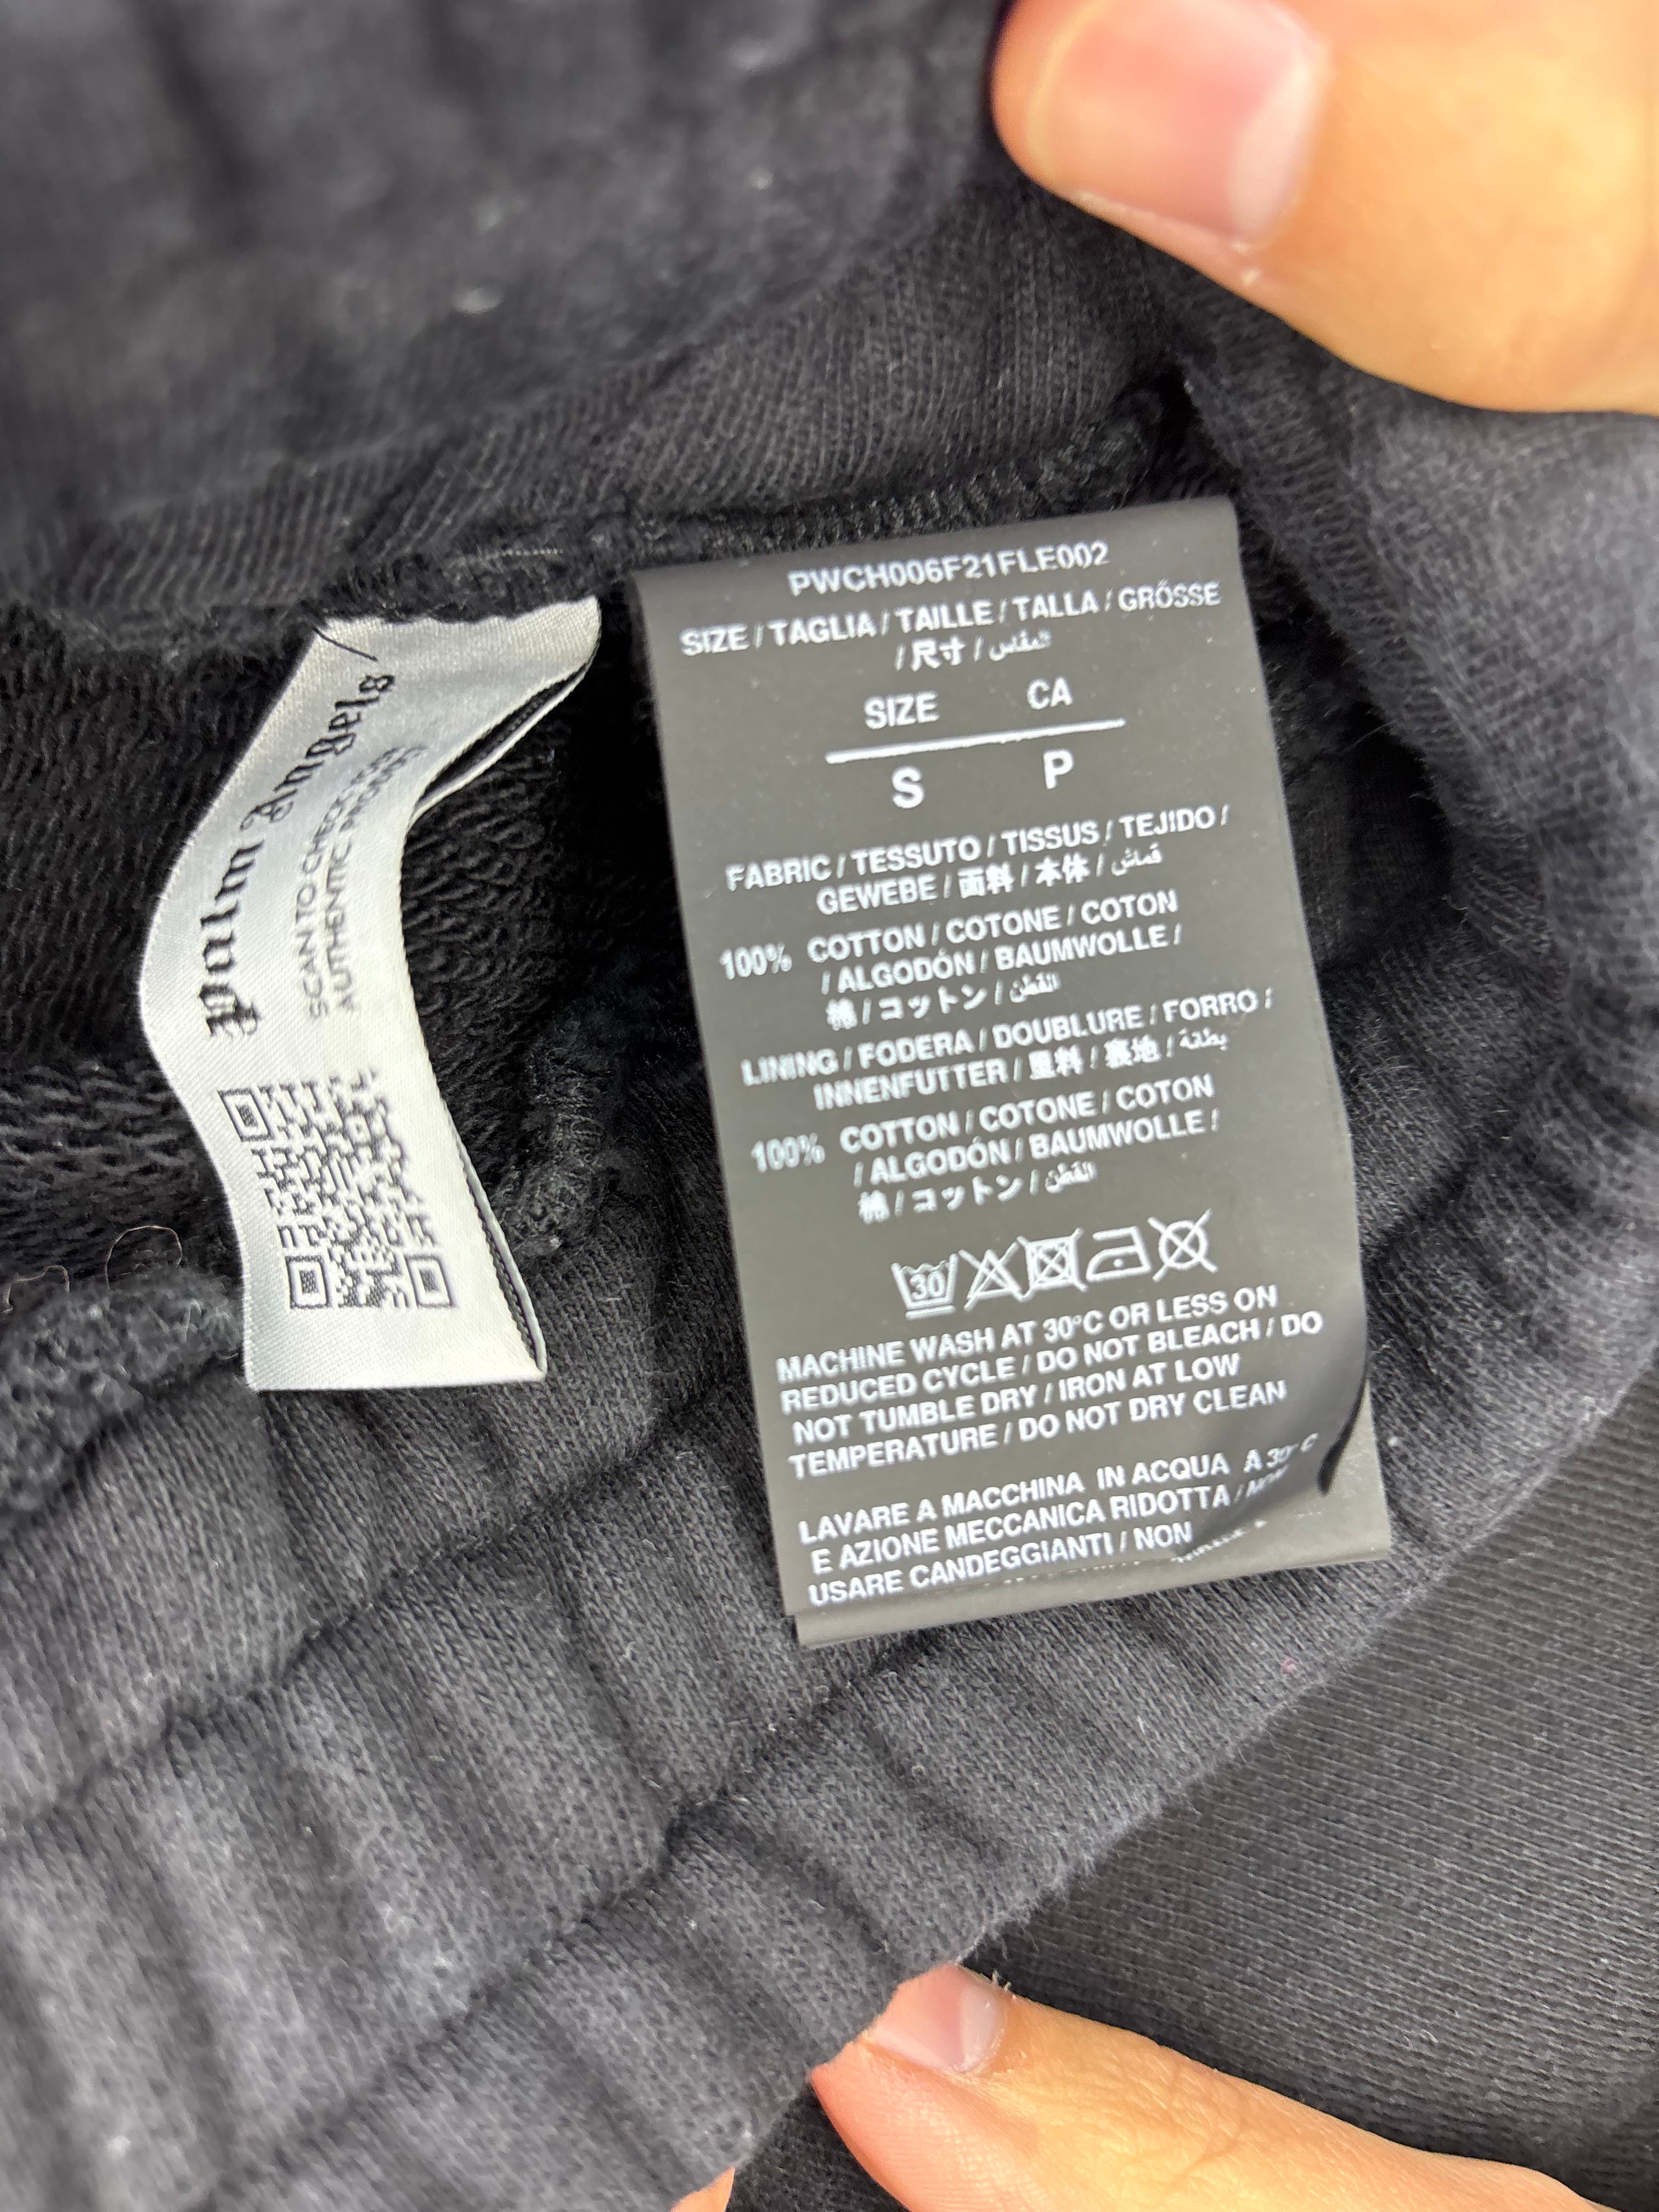 Palm Angels
SCAN TO CHECK IF
AUTHENTIC PRODUCT
PWCH006F21FLE002
SIZE / TAGLIA / TAILLE / TALLA / GRÖSSE
/ 尺寸 / المقاس
SIZE CA
S P
FABRIC / TESSUTO / TISSUS / TEJIDO /
GEWEBE / 面料 / 本体 / قماش
100% COTTON / COTONE / COTON
/ ALGODÓN / BAUMWOLLE /
棉 / コットン / القطن
LINING / FODERA / DOUBLURE / FORRO /
INNENFUTTER / 里料 / 裏地 / بطانة
100% COTTON / COTONE / COTON
/ ALGODÓN / BAUMWOLLE /
棉 / コットン / القطن
30
MACHINE WASH AT 30°C OR LESS ON
REDUCED CYCLE / DO NOT BLEACH / DO
NOT TUMBLE DRY / IRON AT LOW
TEMPERATURE / DO NOT DRY CLEAN
LAVARE A MACCHINA IN ACQUA A 30°C
E AZIONE MECCANICA RIDOTTA / NON
USARE CANDEGGIANTI / NON